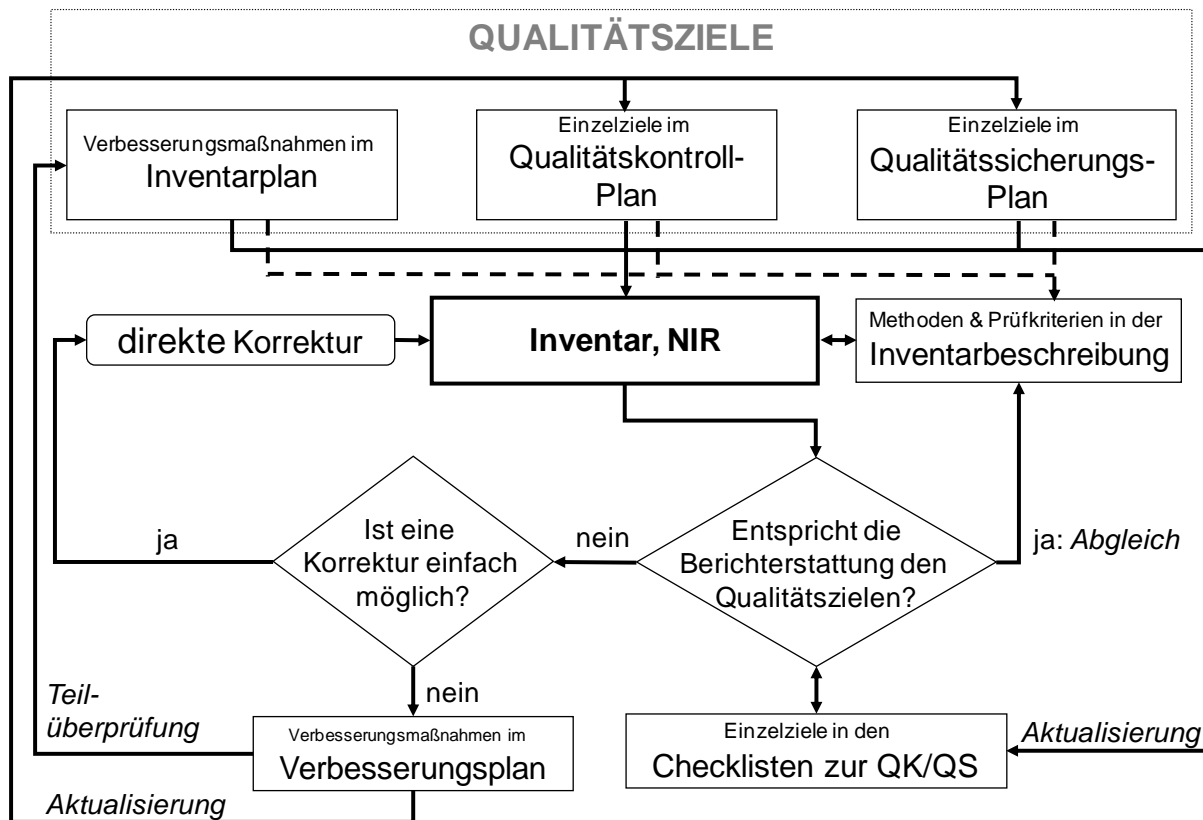 QUALITÄTSZIELE
Verbesserungsmaßnahmen im
Inventarplan
Einzelziele im
Qualitätskontroll-
Plan
Einzelziele im
Qualitätssicherungs-
Plan
direkte Korrektur
Inventar, NIR
Methoden & Prüfkriterien in der
Inventarbeschreibung
ja
Ist eine
Korrektur einfach
möglich?
nein
Entspricht die
Berichterstattung den
Qualitätszielen?
ja: Abgleich
Teil-
überprüfung
nein
Verbesserungsmaßnahmen im
Verbesserungsplan
Einzelziele in den
Checklisten zur QK/QS
Aktualisierung
Aktualisierung